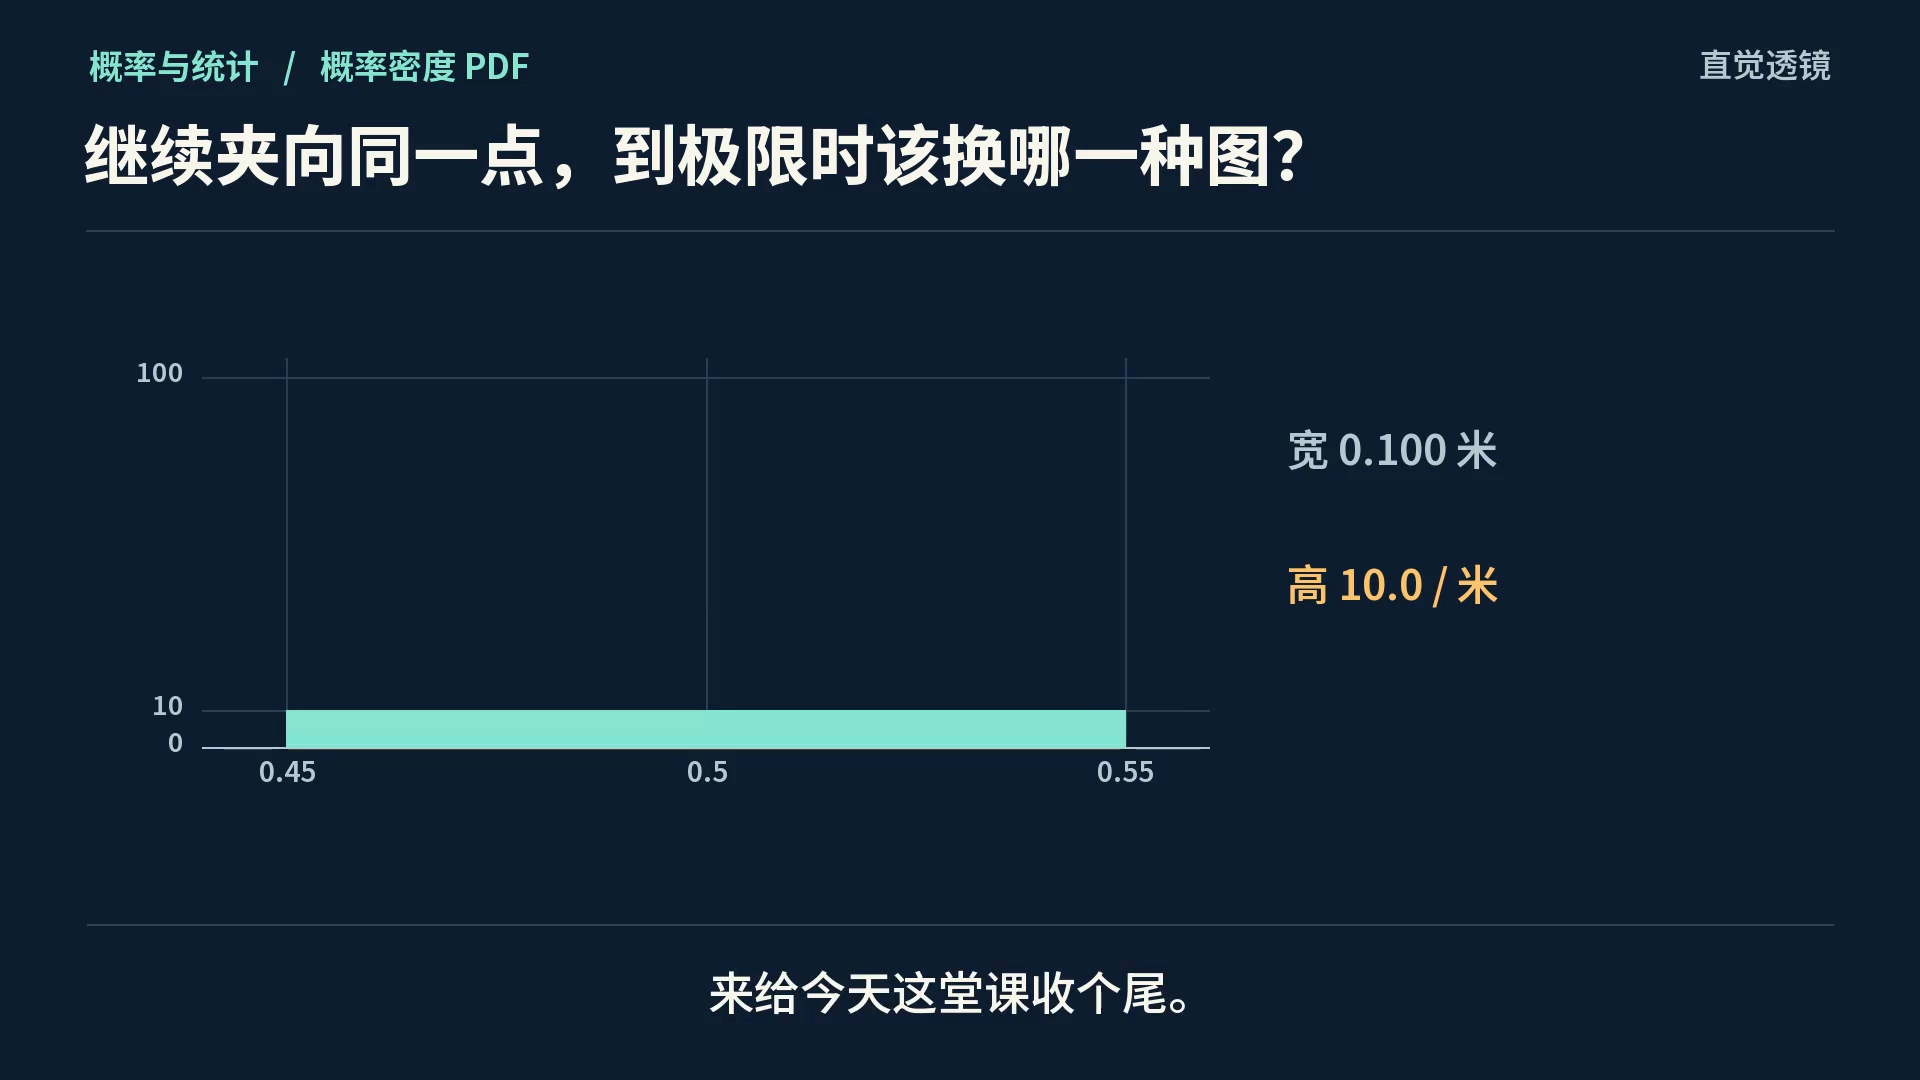 概率与统计 / 概率密度 PDF
直觉透镜
继续夹向同一点，到极限时该换哪一种图？
100
10
0
0.45
0.5
0.55
宽 0.100 米
高 10.0 / 米
来给今天这堂课收个尾。